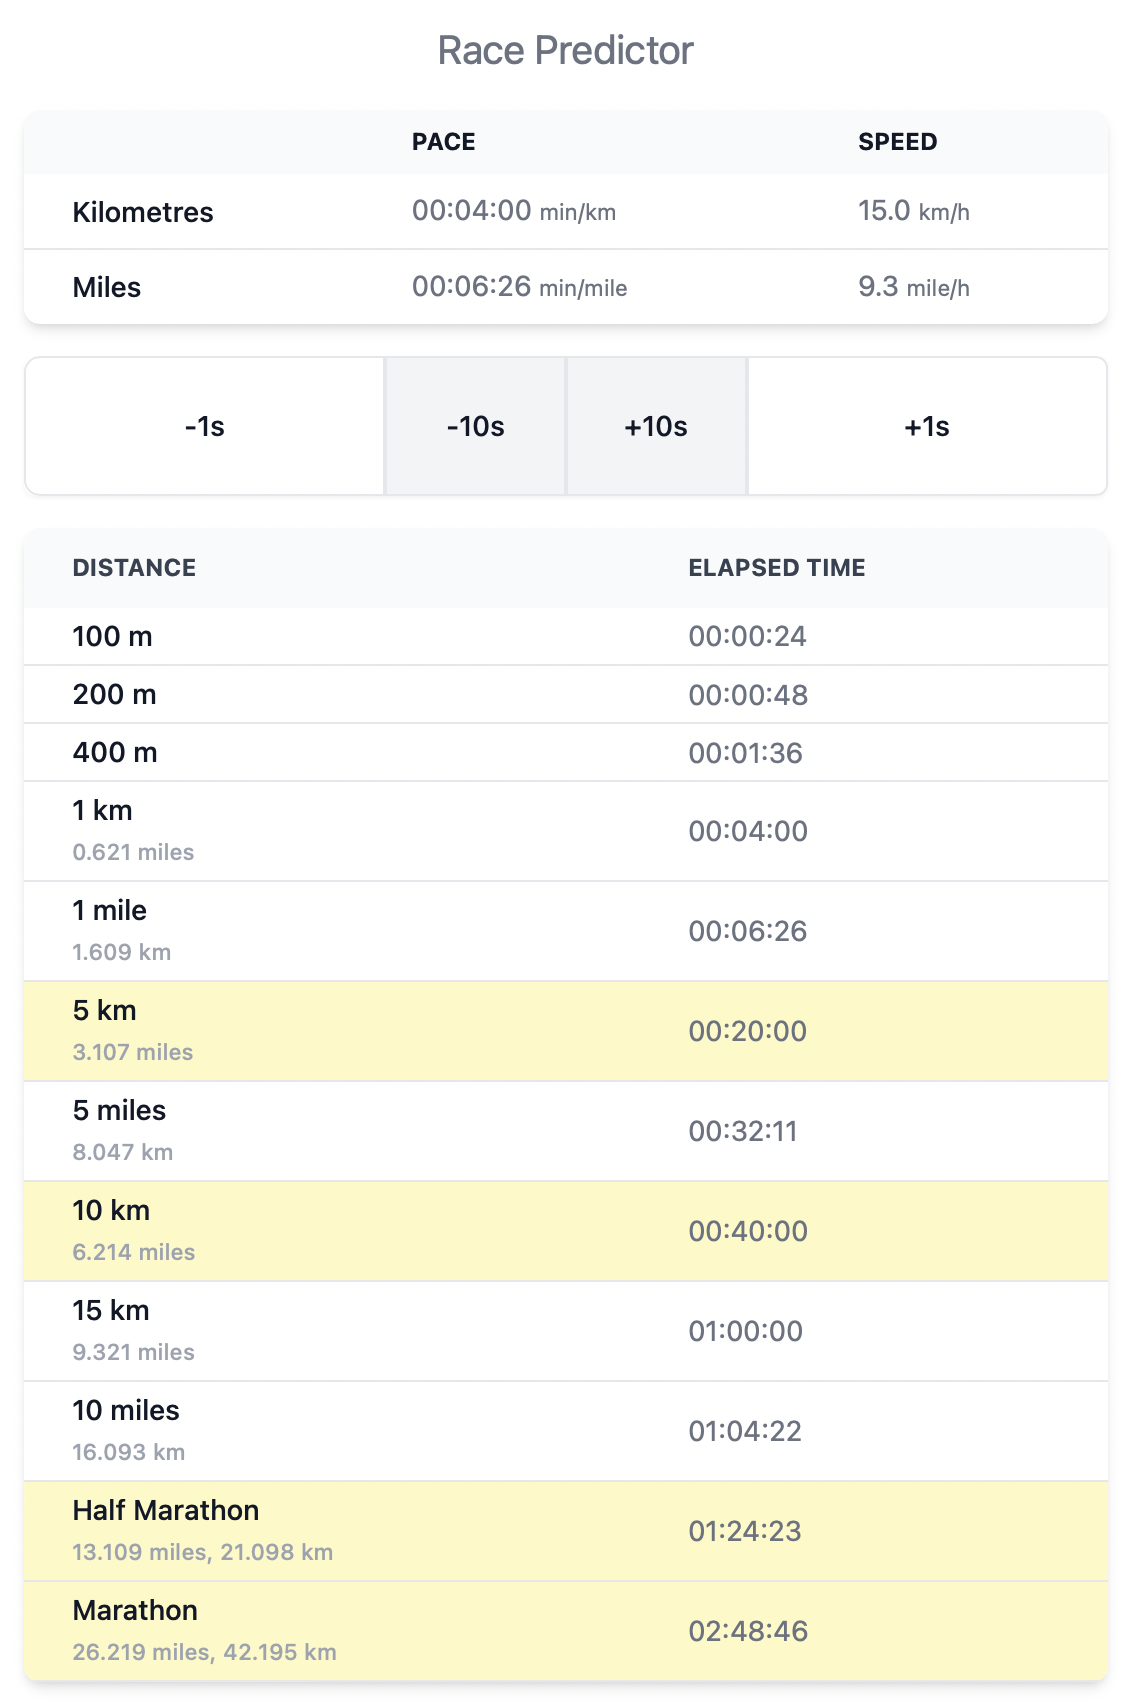 Race Predictor
PACE SPEED
Kilometres 00:04:00 min/km 15.0 km/h
Miles 00:06:26 min/mile 9.3 mile/h
-1s -10s +10s +1s
DISTANCE ELAPSED TIME
100 m 00:00:24
200 m 00:00:48
400 m 00:01:36
1 km
0.621 miles
00:04:00
1 mile
1.609 km
00:06:26
5 km
3.107 miles
00:20:00
5 miles
8.047 km
00:32:11
10 km
6.214 miles
00:40:00
15 km
9.321 miles
01:00:00
10 miles
16.093 km
01:04:22
Half Marathon
13.109 miles, 21.098 km
01:24:23
Marathon
26.219 miles, 42.195 km
02:48:46